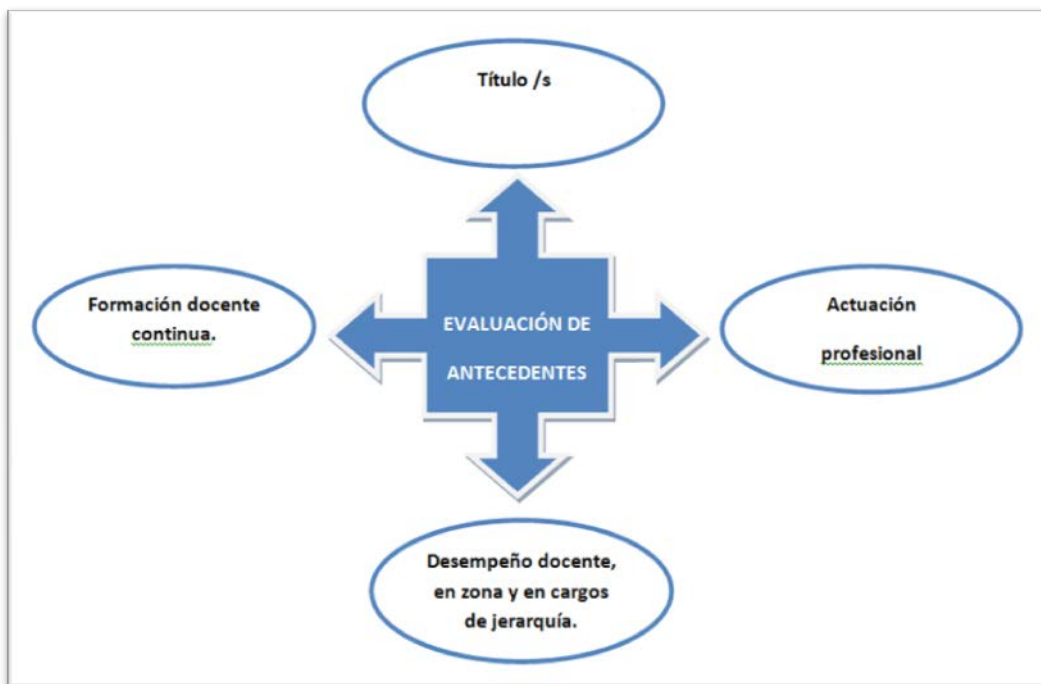 Título /s
Formación docente
continua.
EVALUACIÓN DE
ANTECEDENTES
Actuación
profesional
Desempeño docente,
en zona y en cargos
de jerarquía.